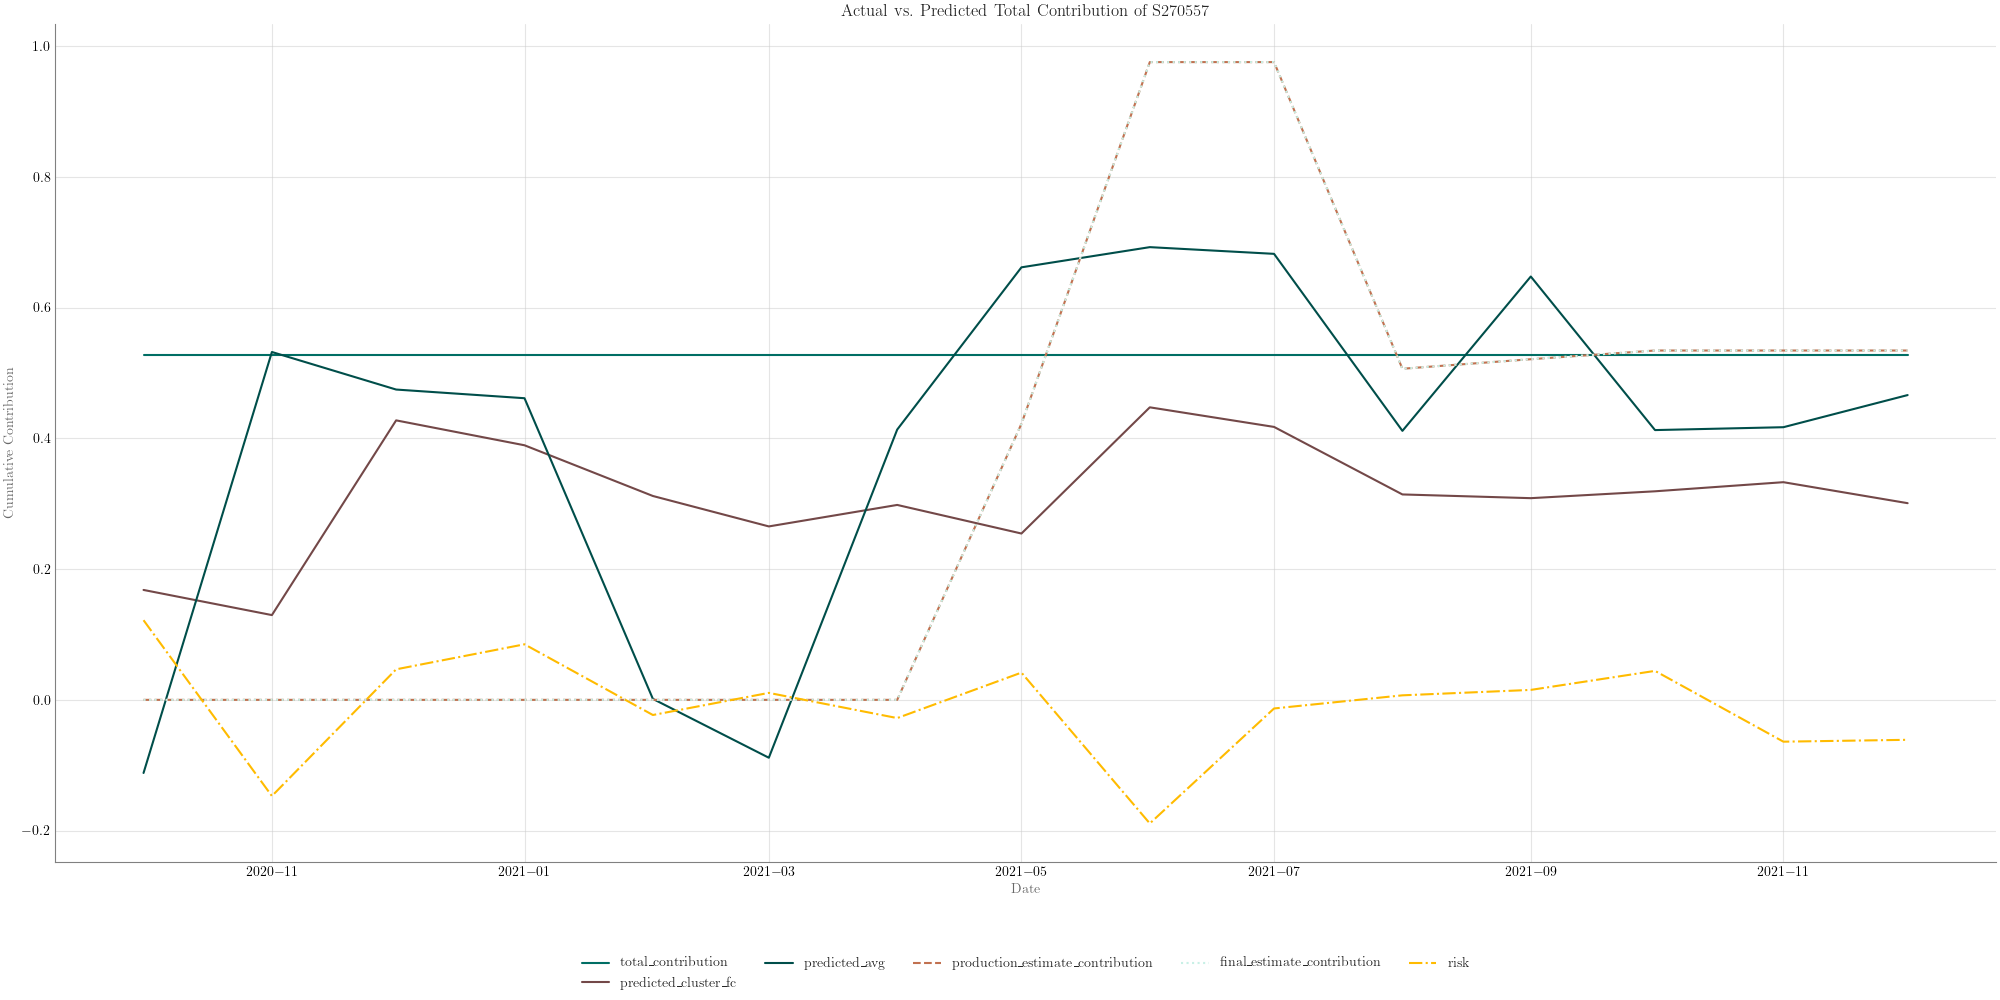 Actual vs. Predicted Total Contribution of S270557
1.0
0.8
0.6
0.4
0.2
0.0
−0.2
Cumulative Contribution
2020−11 2021−01 2021−03 2021−05 2021−07 2021−09 2021−11
Date
total_contribution predicted_avg production_estimate_contribution final_estimate_contribution risk
predicted_cluster_fc